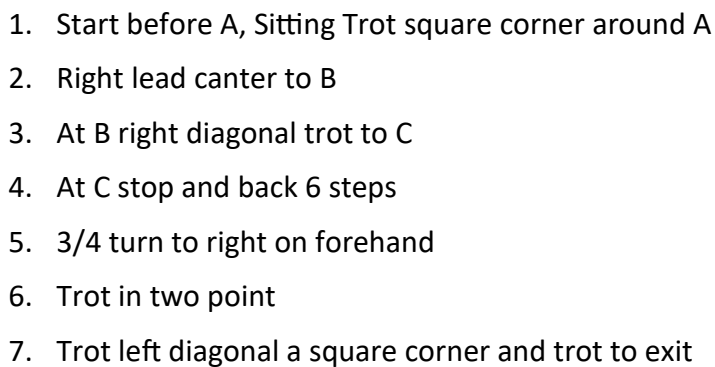 1. Start before A, Sitting Trot square corner around A
2. Right lead canter to B
3. At B right diagonal trot to C
4. At C stop and back 6 steps
5. 3/4 turn to right on forehand
6. Trot in two point
7. Trot left diagonal a square corner and trot to exit